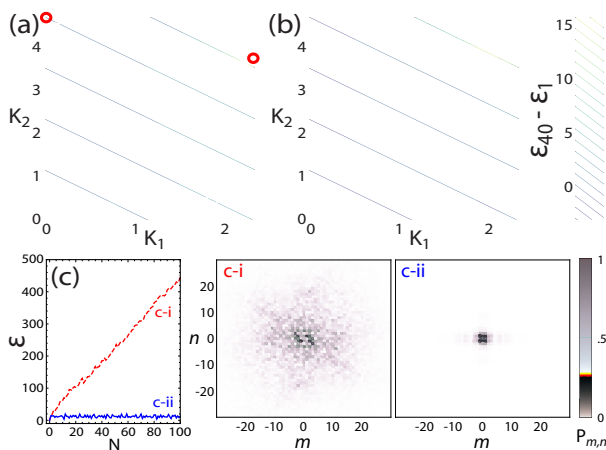 (a)
4
3
K2
2
1
0
0
1
2
K1
(b)
4
3
K2
2
1
0
0
1
2
K1
15
10
5
0
ε40 - ε1
(c)
500
400
300
200
100
0
ε
c-i
c-ii
0 20 40 60 80 100
N
c-i
20
10
n 0
-10
-20
-20 -10 0 10 20
m
c-ii
-20 -10 0 10 20
m
1
.5
0
Pm,n